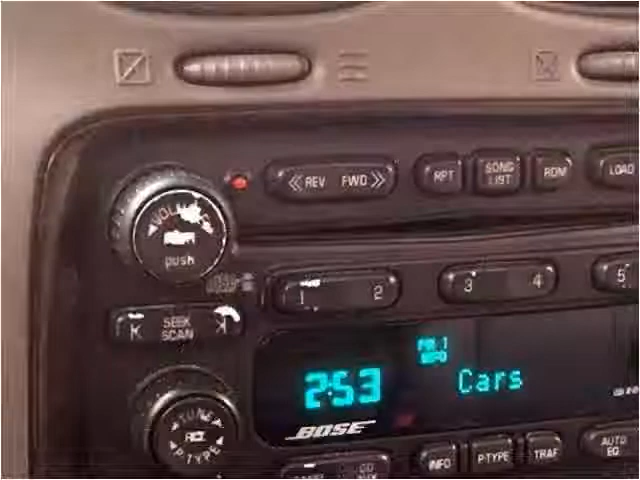 REV FWD
RPT
SONG
LIST
RDM
LOAD
VOLUME
push
1 2
3 4
5
SEEK
SCAN
2:53
Cars
BOSE
TUNE
P-TYPE
INFO
P-TYPE
TRAF
AUTO
EQ